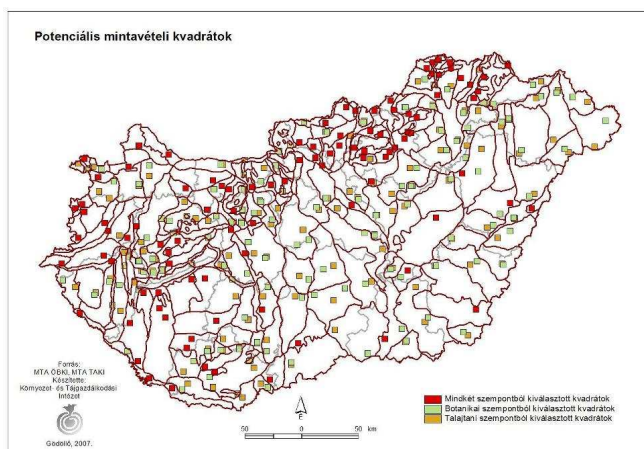 Potenciális mintavételi kvadrátok
Forrás:
MTA ÖBKI, MTA TAKI
Készítette:
Környezet - és Tájgazdálkodási
Intézet
Gödöllő, 2007.
É
50 0 50 km
Mindkét szempontból kiválasztott kvadrátok
Botanikai szempontból kiválasztott kvadrátok
Talajtani szempontból kiválasztott kvadrátok